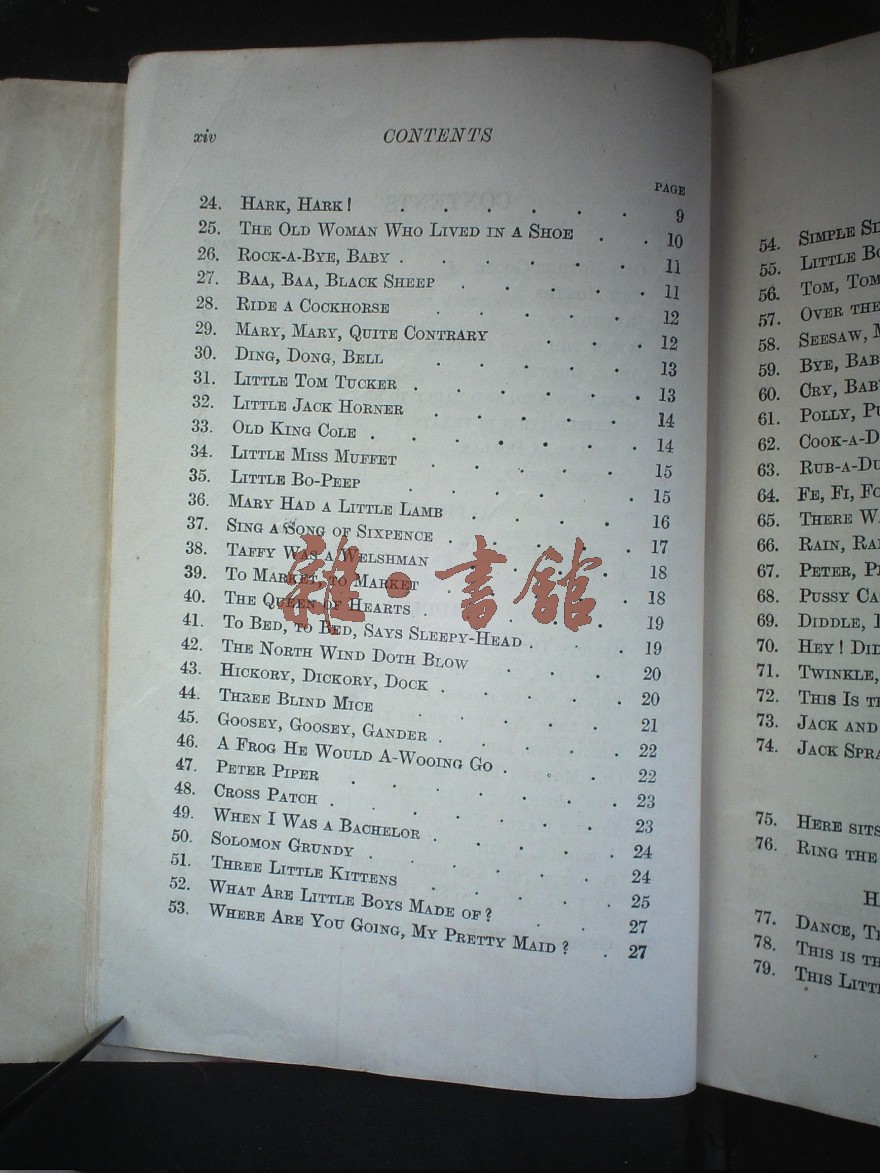 xiv CONTENTS
PAGE
24. HARK, HARK! . . . . . . 9
25. THE OLD WOMAN WHO LIVED IN A SHOE . . 10
26. ROCK-A-BYE, BABY . . . . . . 11
27. BAA, BAA, BLACK SHEEP . . . . . 11
28. RIDE A COCKHORSE . . . . . 12
29. MARY, MARY, QUITE CONTRARY . . . 12
30. DING, DONG, BELL . . . . . 13
31. LITTLE TOM TUCKER . . . . . . 13
32. LITTLE JACK HORNER . . . . . 14
33. OLD KING COLE . . . . . . . 14
34. LITTLE MISS MUFFET . . . . . 15
35. LITTLE BO-PEEP . . . . . . 15
36. MARY HAD A LITTLE LAMB . . . . 16
37. SING A SONG OF SIXPENCE . . . . . 17
38. TAFFY WAS A WELSHMAN . . . . 18
39. TO MARKET, TO MARKET . . . . . 18
40. THE QUEEN OF HEARTS . . . . . 19
41. TO BED, TO BED, SAYS SLEEPY-HEAD . . . 19
42. THE NORTH WIND DOTH BLOW . . . . 20
43. HICKORY, DICKORY, DOCK . . . . . 20
44. THREE BLIND MICE . . . . . 21
45. GOOSEY, GOOSEY, GANDER . . . . . 22
46. A FROG HE WOULD A-WOOING GO . . . . 22
47. PETER PIPER . . . . . . . 23
48. CROSS PATCH . . . . . . . 23
49. WHEN I WAS A BACHELOR . . . . . 24
50. SOLOMON GRUNDY . . . . . . 24
51. THREE LITTLE KITTENS . . . . . 25
52. WHAT ARE LITTLE BOYS MADE OF? . . . 27
53. WHERE ARE YOU GOING, MY PRETTY MAID? . 27
雜·書館
54. SIMPLE
55. LITTLE
56. TOM, TOM
57. OVER THE
58. SEESAW,
59. BYE,
60. CRY,
61. POLLY,
62. COOK-A-
63. RUB-A-
64. FE, FI,
65. THERE
66. RAIN,
67. PETER,
68. PUSSY
69. DIDDLE,
70. HEY!
71. TWINKLE,
72. THIS IS
73. JACK AND
74. JACK
75. HERE SITS
76. RING THE
77. DANCE,
78. THIS IS
79. THIS